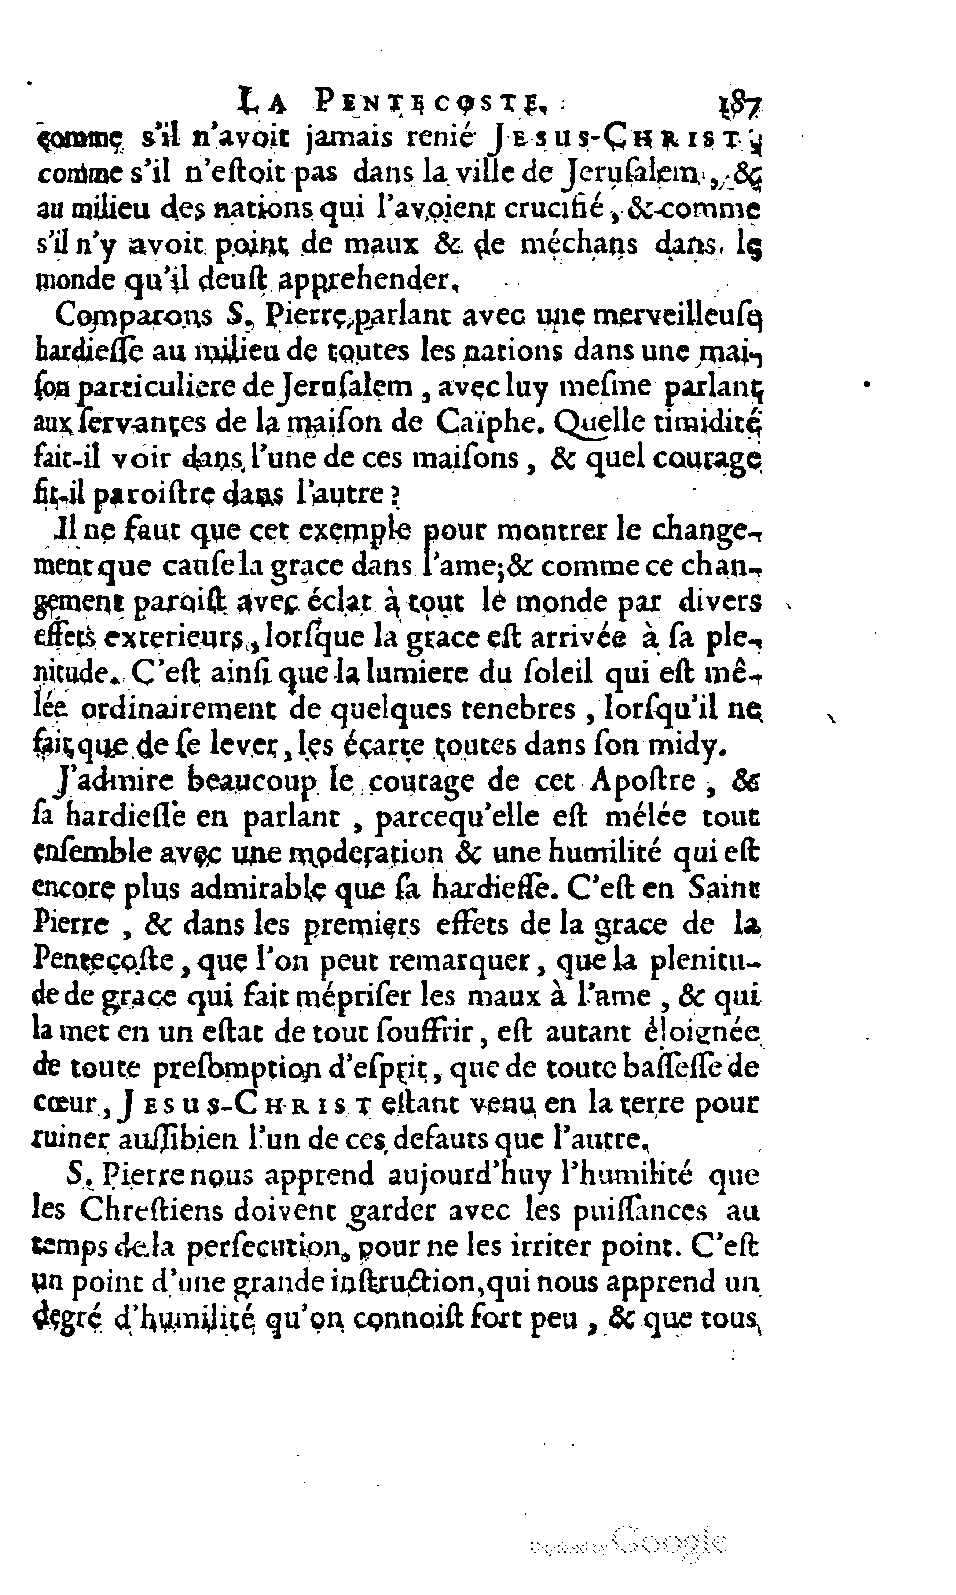 LA PENTECOSTE. 187
comme s'il n'avoit jamais renié JESUS-CHRIST,
comme s'il n'eſtoit pas dans la ville de Jeruſalem, &
au milieu des nations qui l'avoient crucifié, & comme
s'il n'y avoit point de maux & de méchans dans le
monde qu'il deuſt apprehender.
Comparons S. Pierre parlant avec une merveilleuſe
hardieſſe au milieu de toutes les nations dans une mai-
ſon particuliere de Jeruſalem, avec luy meſme parlant
aux ſervantes de la maiſon de Caïphe. Quelle timidité
fait-il voir dans l'une de ces maiſons, & quel courage
fit-il paroiſtre dans l'autre?
Il ne faut que cet exemple pour montrer le change-
ment que cauſe la grace dans l'ame; & comme ce chan-
gement paroiſt avec éclat à tout le monde par divers
effets exterieurs, lorſque la grace eſt arrivée à ſa ple-
nitude. C'eſt ainſi que la lumiere du ſoleil qui eſt mê-
lée ordinairement de quelques tenebres, lorſqu'il ne
fait que de ſe lever, les écarte toutes dans ſon midy.
J'admire beaucoup le courage de cet Apoſtre, &
ſa hardieſſe en parlant, parcequ'elle eſt mélée tout
enſemble avec une moderation & une humilité qui eſt
encore plus admirable que ſa hardieſſe. C'eſt en Saint
Pierre, & dans les premiers effets de la grace de la
Pentecoſte, que l'on peut remarquer, que la plenitu-
de de grace qui fait mépriſer les maux à l'ame, & qui
la met en un eſtat de tout ſouffrir, eſt autant éloignée
de toute preſomption d'eſprit, que de toute baſſeſſe de
cœur, JESUS-CHRIST eſtant venu en la terre pour
ruiner auſſibien l'un de ces defauts que l'autre.
S. Pierre nous apprend aujourd'huy l'humilité que
les Chreſtiens doivent garder avec les puiſſances au
temps de la perſecution, pour ne les irriter point. C'eſt
un point d'une grande inſtruction, qui nous apprend un
degré d'humilité qu'on connoiſt fort peu, & que tous
Digitized by Google